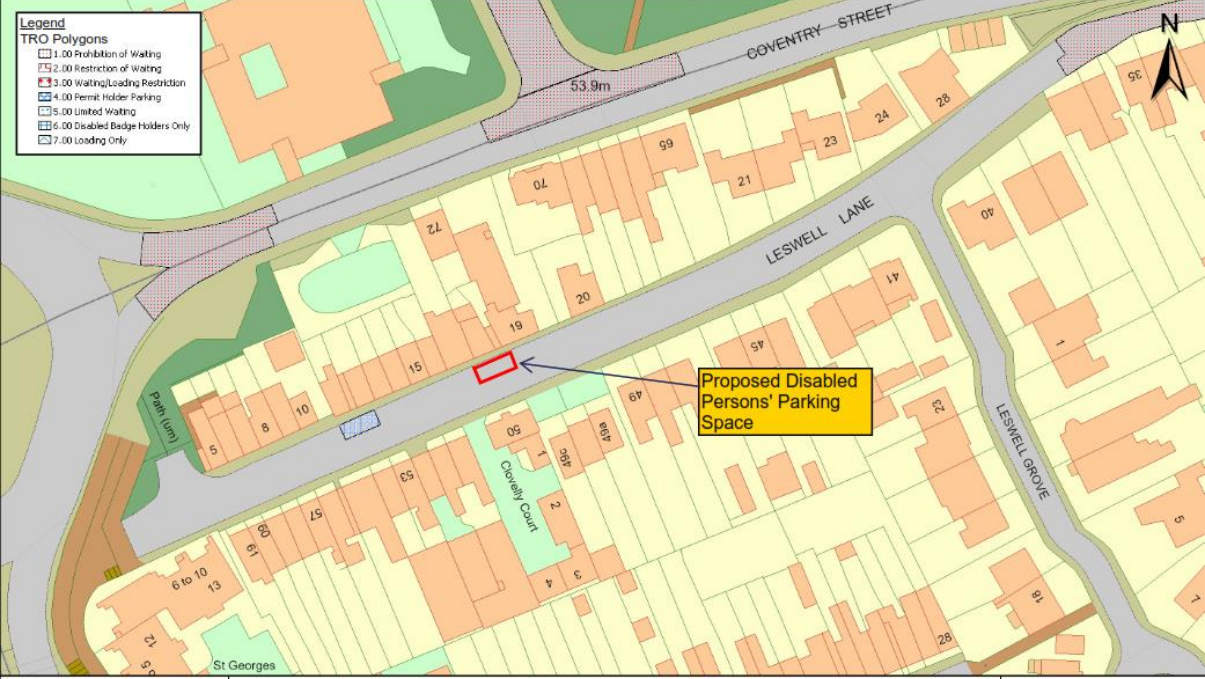 Legend
TRO Polygons
1.00 Prohibition of Waiting
2.00 Restriction of Waiting
3.00 Waiting/Loading Restriction
4.00 Permit Holder Parking
5.00 Limited Waiting
6.00 Disabled Badge Holders Only
7.00 Loading Only
COVENTRY STREET
N
53.9m
35
28
24
23
65
21
70
72
40
LESWELL LANE
20
41
19
15
45
1
Proposed Disabled
Persons' Parking
Space
49
23
Path (um)
10
8
5
50
49a
49c
1
LESWELL GROVE
53
Clovelly Court
2
57
60
61
5
6 to 10
13
4
3
18
7
12
28
St Georges